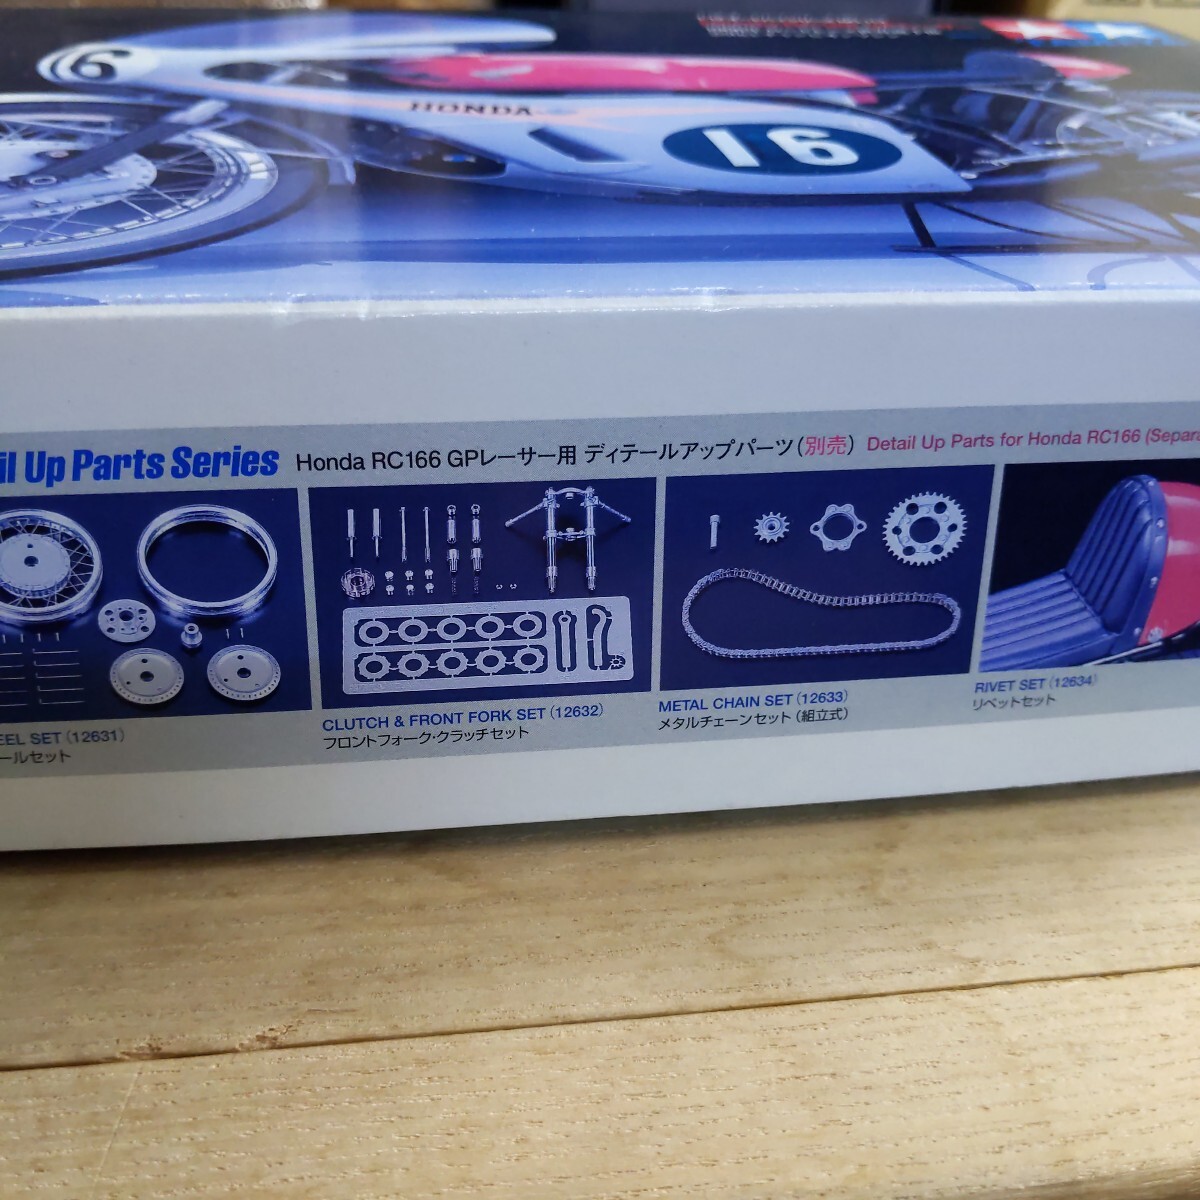 6
HONDA
16
il Up Parts Series Honda RC166 GPレーサー用 ディテールアップパーツ(別売) Detail Up Parts for Honda RC166
EEL SET (12631)
ールセット
CLUTCH & FRONT FORK SET (12632)
フロントフォーク・クラッチセット
METAL CHAIN SET (12633)
メタルチェーンセット (組立式)
RIVET SET (12634)
リベットセット